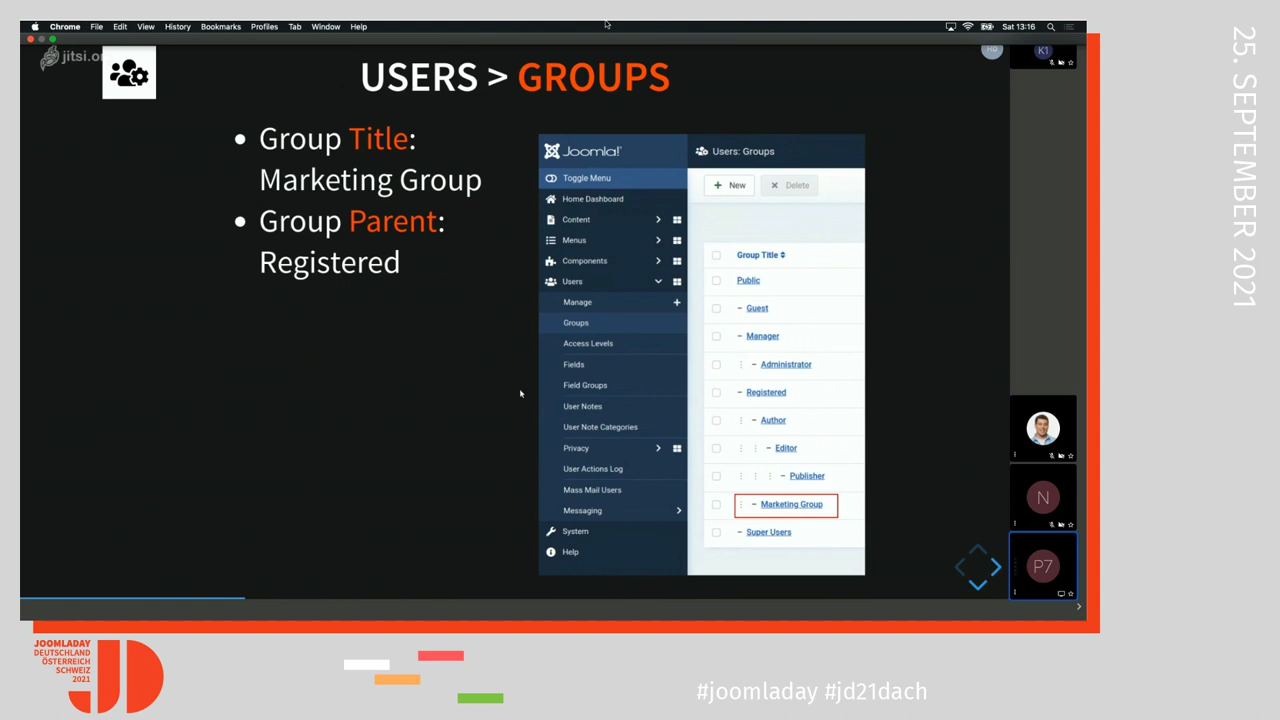 Chrome File Edit View History Bookmarks Profiles Tab Window Help
Sat 13:16
jitsi.or
HD
K1
USERS > GROUPS
Group Title:
Marketing Group
Group Parent:
Registered
Joomla!
Toggle Menu
Home Dashboard
Content
Menus
Components
Users
Manage
Groups
Access Levels
Fields
Field Groups
User Notes
User Note Categories
Privacy
User Actions Log
Mass Mail Users
Messaging
System
Help
Users: Groups
New
Delete
Group Title
Public
Guest
Manager
Administrator
Registered
Author
Editor
Publisher
Marketing Group
Super Users
N
P7
25. SEPTEMBER 2021
JOOMLADAY
DEUTSCHLAND
ÖSTERREICH
SCHWEIZ
2021
JD
#joomladay #jd21dach